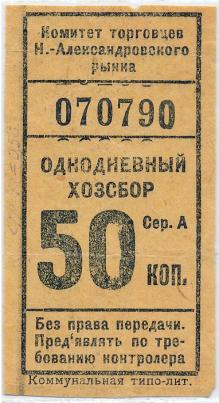 Комитет торговцев
Н.-Александровского
рынка
070790
ОДНОДНЕВНЫЙ
ХОЗСБОР
50 Сер. А
КОП.
Без права передачи.
Пред'являть по тре-
бованию контролера
Коммунальная типо-лит.